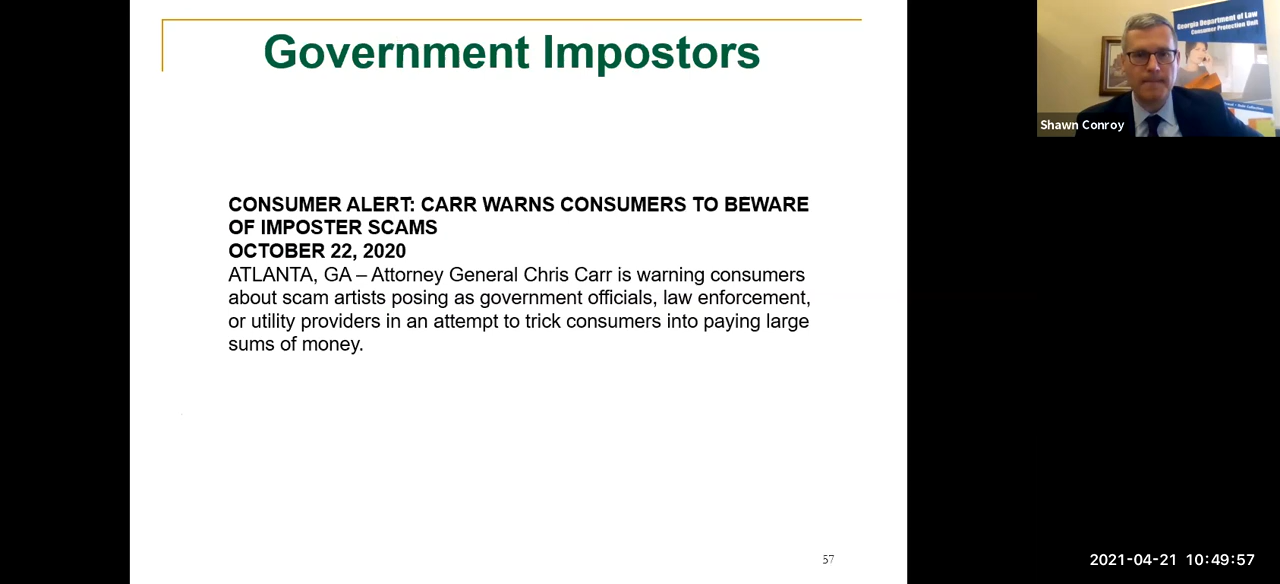 Government Impostors
CONSUMER ALERT: CARR WARNS CONSUMERS TO BEWARE
OF IMPOSTER SCAMS
OCTOBER 22, 2020
ATLANTA, GA – Attorney General Chris Carr is warning consumers
about scam artists posing as government officials, law enforcement,
or utility providers in an attempt to trick consumers into paying large
sums of money.
57
Georgia Department of Law
Consumer Protection Unit
Shawn Conroy
2021-04-21 10:49:57